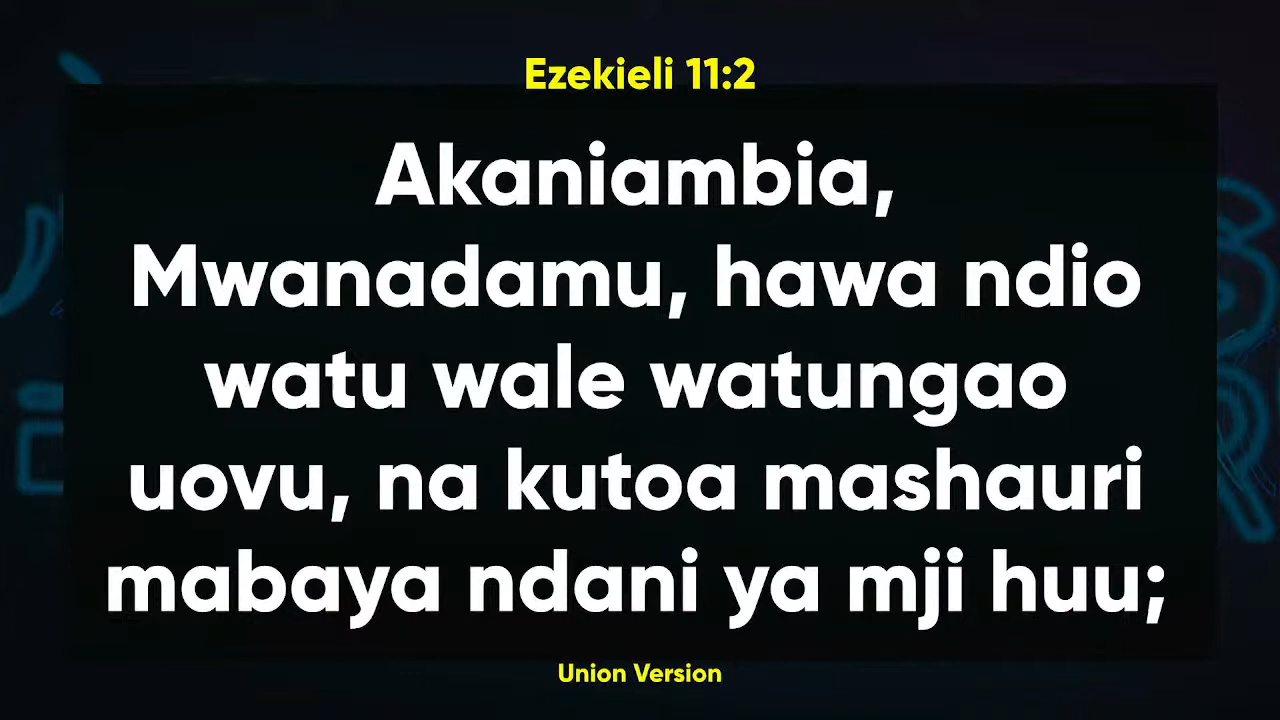 Ezekieli 11:2
Akaniambia,
Mwanadamu, hawa ndio
watu wale watungao
uovu, na kutoa mashauri
mabaya ndani ya mji huu;
Union Version